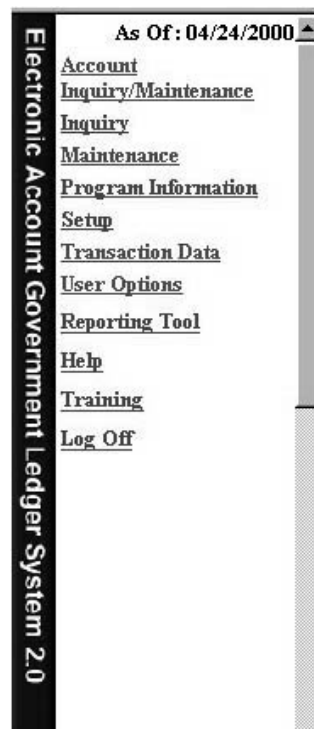 Electronic Account Government Ledger System 2.0
As Of : 04/24/2000
Account
Inquiry/Maintenance
Inquiry
Maintenance
Program Information
Setup
Transaction Data
User Options
Reporting Tool
Help
Training
Log Off